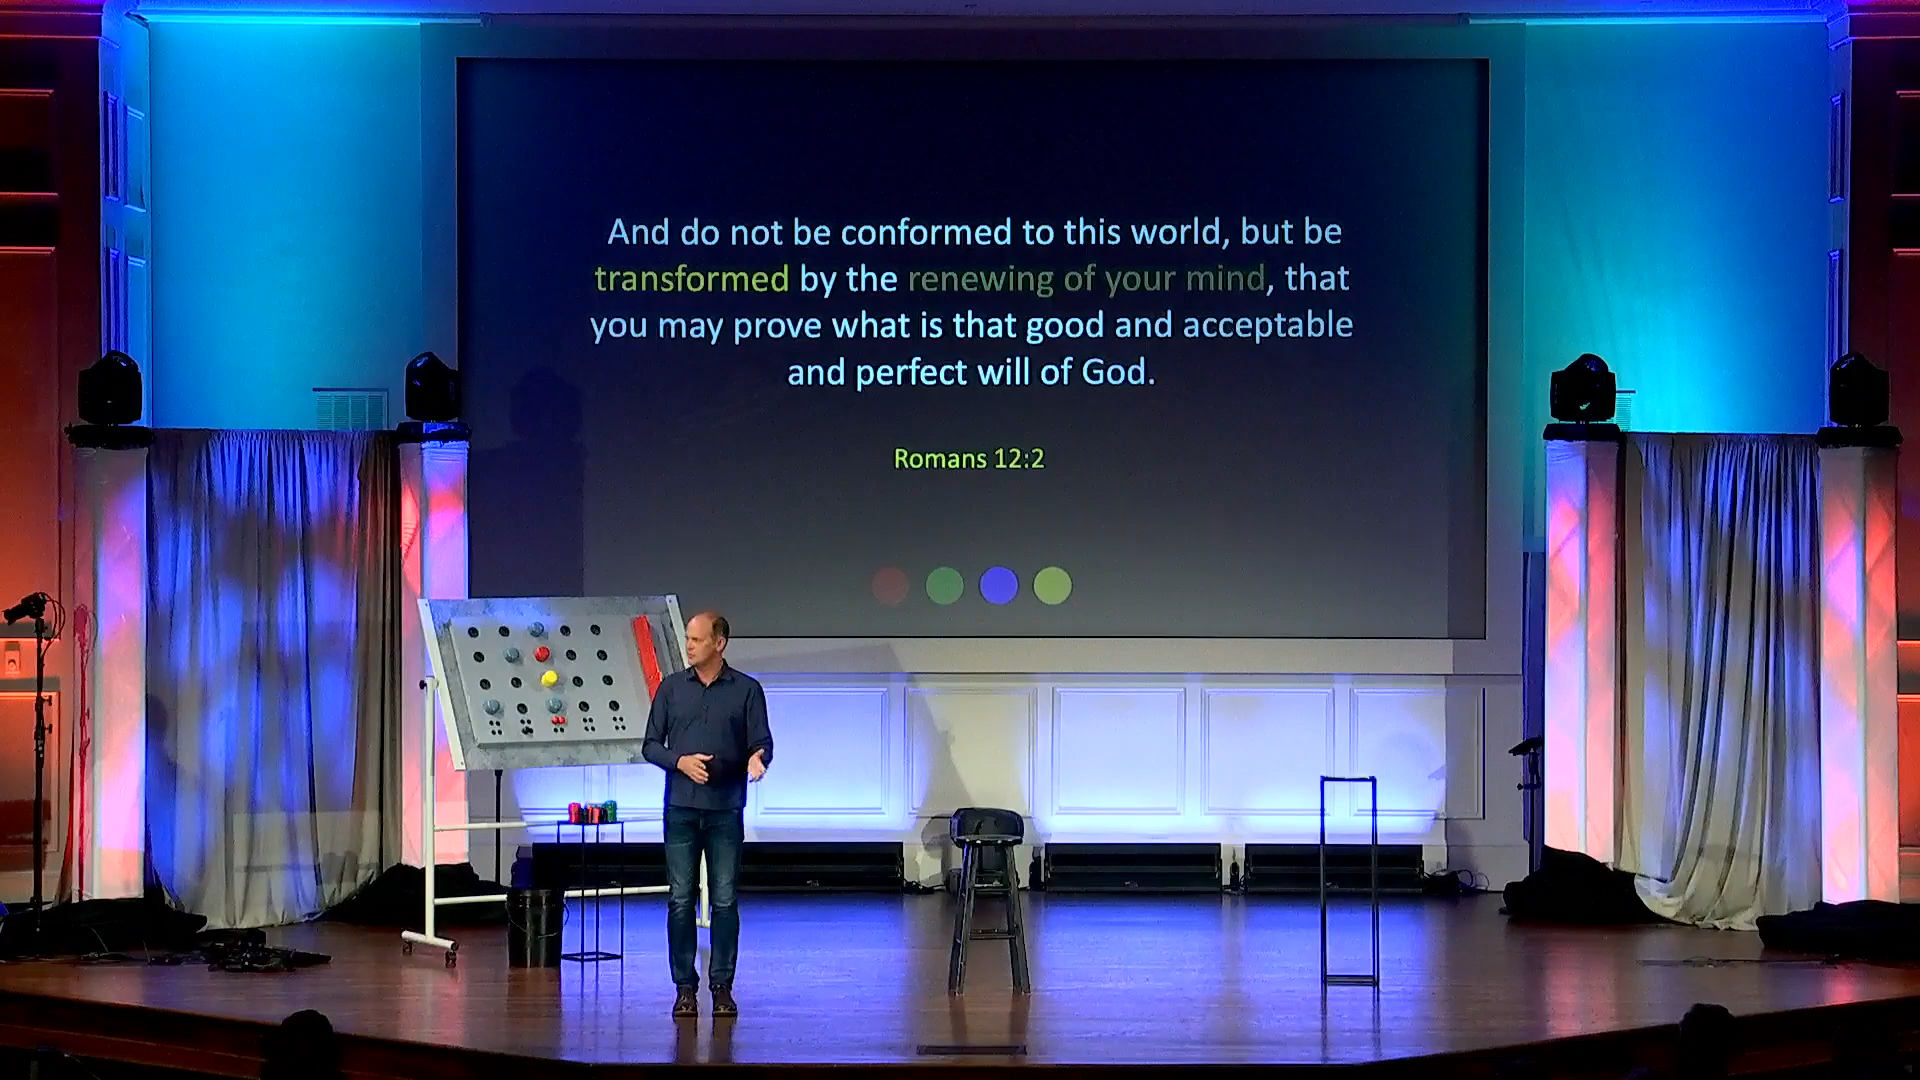 And do not be conformed to this world, but be
transformed by the renewing of your mind, that
you may prove what is that good and acceptable
and perfect will of God.
Romans 12:2